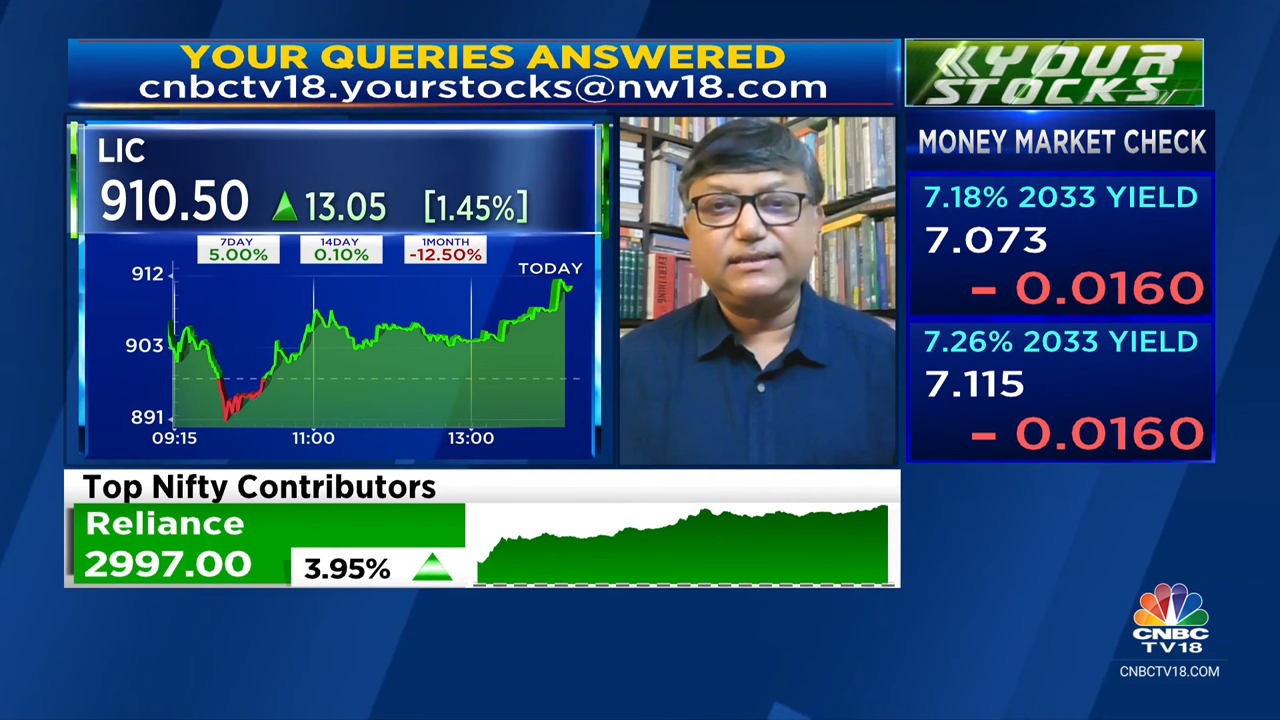 YOUR QUERIES ANSWERED
cnbctv18.yourstocks@nw18.com
YOUR
STOCKS
LIC
910.50 13.05 [1.45%]
7DAY 14DAY 1MONTH
5.00% 0.10% -12.50%
TODAY
912
903
891
09:15 11:00 13:00
EVERYTHING
MONEY MARKET CHECK
7.18% 2033 YIELD
7.073
- 0.0160
7.26% 2033 YIELD
7.115
- 0.0160
Top Nifty Contributors
Reliance
2997.00 3.95%
CNBC
TV18
CNBCTV18.COM